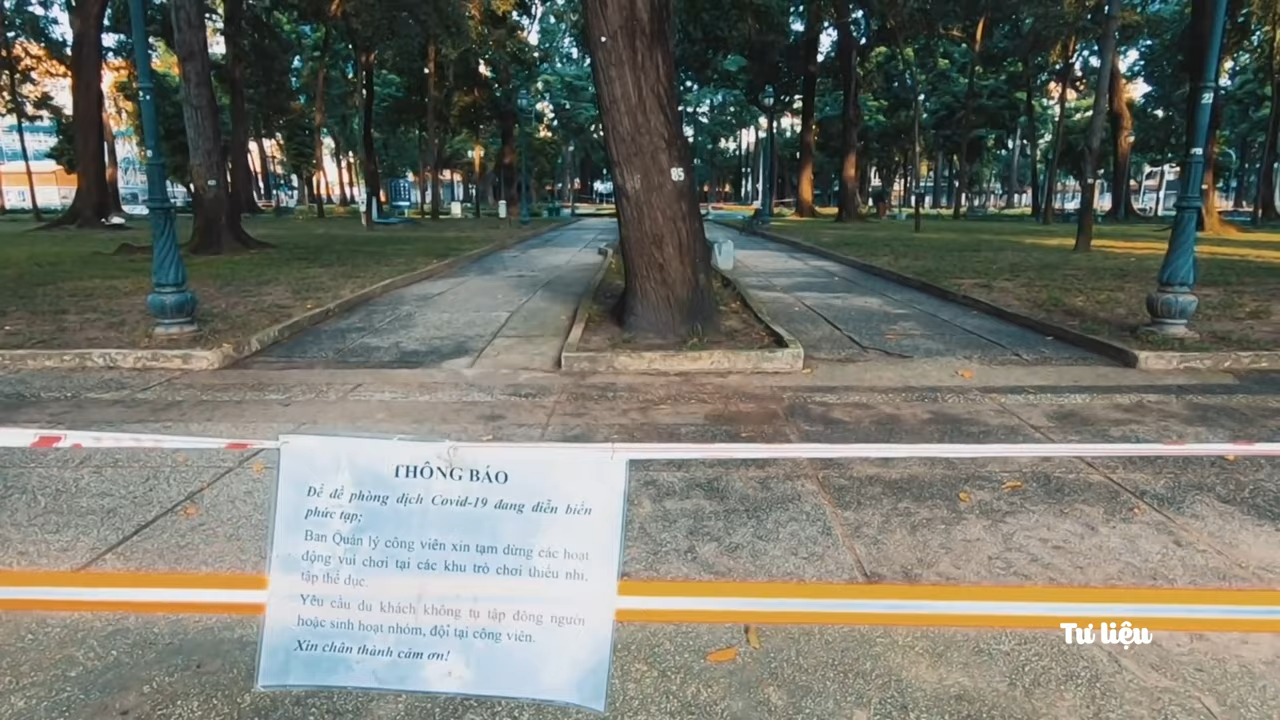 85
THÔNG BÁO
Để đề phòng dịch Covid-19 đang diễn biến
phức tạp;
Ban Quản lý công viên xin tạm dừng các hoạt
động vui chơi tại các khu trò chơi thiếu nhi,
tập thể dục.
Yêu cầu du khách không tụ tập đông người
hoặc sinh hoạt nhóm, đội tại công viên.
Xin chân thành cảm ơn!
Tư liệu